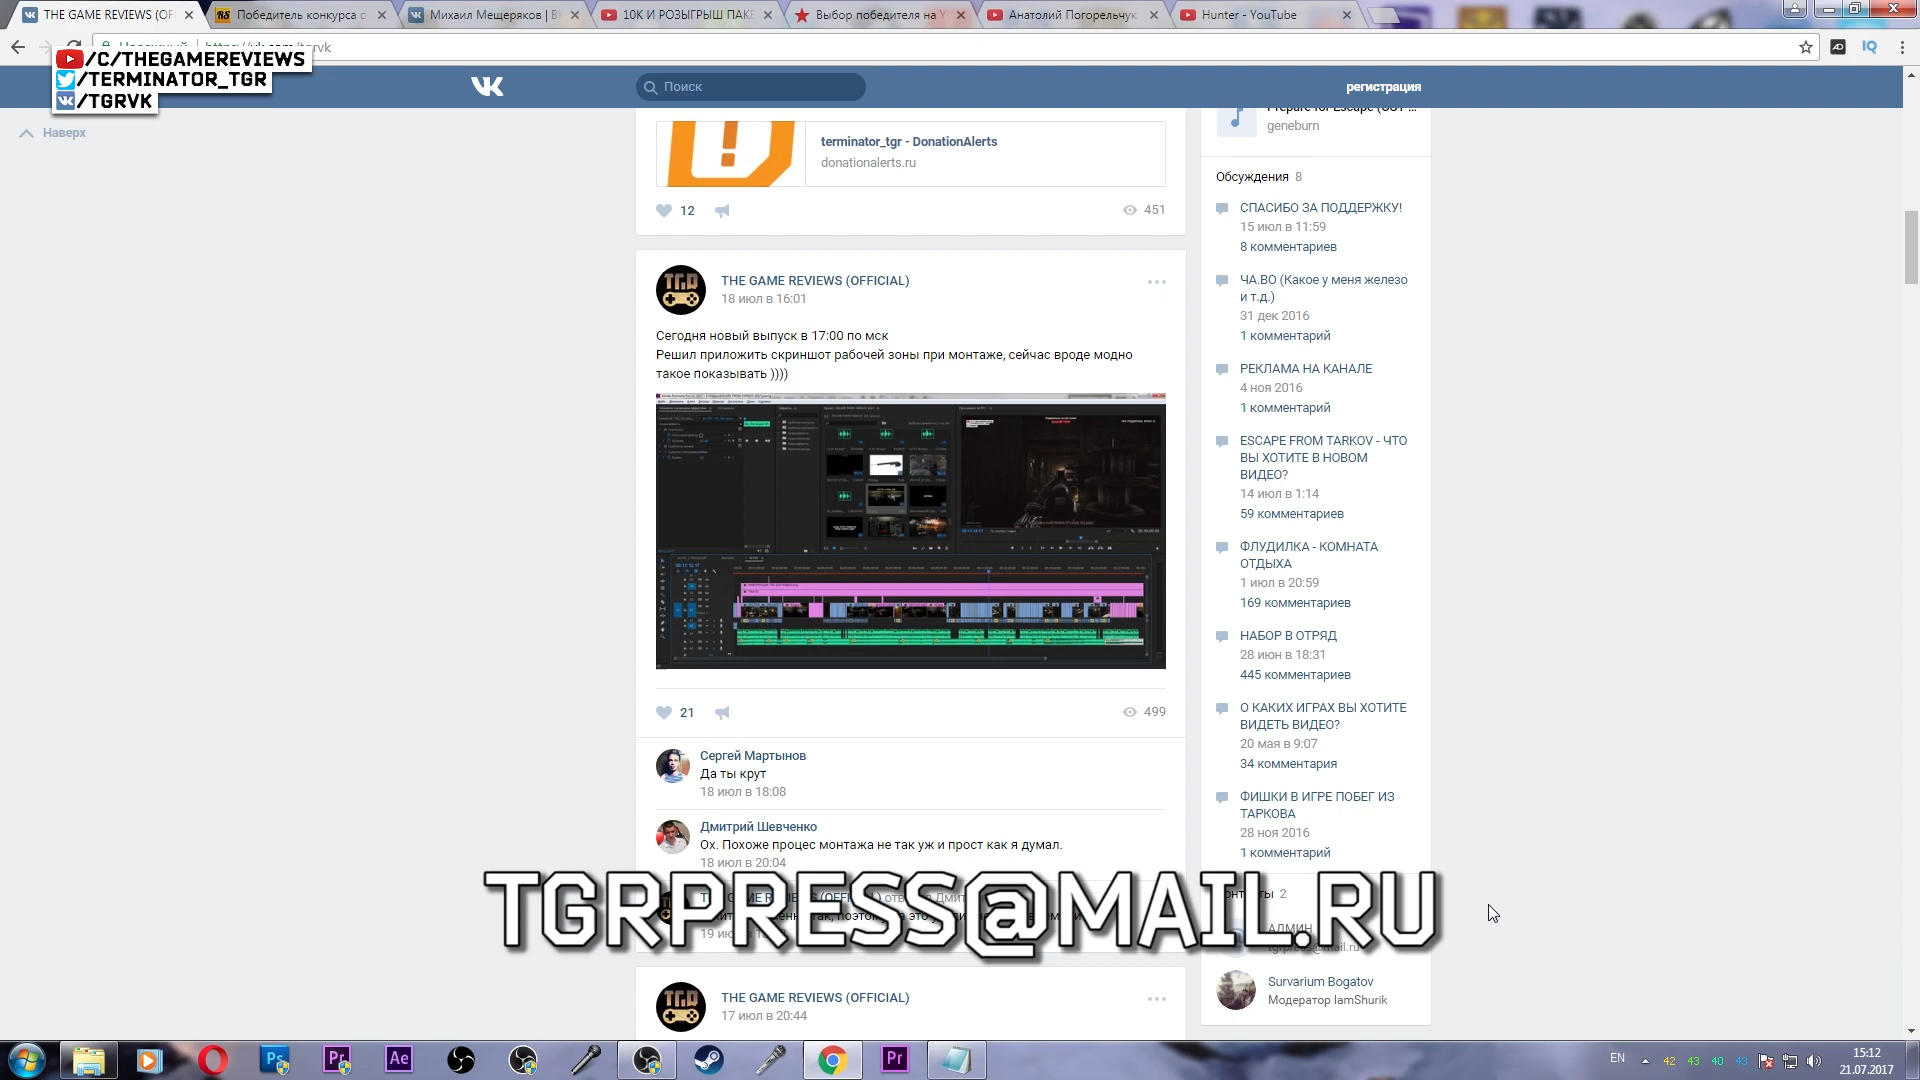 THE GAME REVIEWS (OF
Победитель конкурса о
Михаил Мещеряков | В
10К И РОЗЫГРЫШ ПАКЕ
Выбор победителя на Y
Анатолий Погорельчук
Hunter - YouTube
/C/THEGAMEREVIEWS
/TERMINATOR_TGR
/TGRVK
Наверх
Поиск
регистрация
terminator_tgr - DonationAlerts
donationalerts.ru
12
451
THE GAME REVIEWS (OFFICIAL)
18 июл в 16:01
Сегодня новый выпуск в 17:00 по мск
Решил приложить скриншот рабочей зоны при монтаже, сейчас вроде модно
такое показывать ))))
21
499
Сергей Мартынов
Да ты крут
18 июл в 18:08
Дмитрий Шевченко
Ох. Похоже процес монтажа не так уж и прост как я думал.
18 июл в 20:04
TGRPRESS@MAIL.RU
THE GAME REVIEWS (OFFICIAL)
17 июл в 20:44
geneburn
Обсуждения 8
СПАСИБО ЗА ПОДДЕРЖКУ!
15 июл в 11:59
8 комментариев
ЧА.ВО (Какое у меня железо
и т.д.)
31 дек 2016
1 комментарий
РЕКЛАМА НА КАНАЛЕ
4 ноя 2016
1 комментарий
ESCAPE FROM TARKOV - ЧТО
ВЫ ХОТИТЕ В НОВОМ
ВИДЕО?
14 июл в 1:14
59 комментариев
ФЛУДИЛКА - КОМНАТА
ОТДЫХА
1 июл в 20:59
169 комментариев
НАБОР В ОТРЯД
28 июн в 18:31
445 комментариев
О КАКИХ ИГРАХ ВЫ ХОТИТЕ
ВИДЕТЬ ВИДЕО?
20 мая в 9:07
34 комментария
ФИШКИ В ИГРЕ ПОБЕГ ИЗ
ТАРКОВА
28 ноя 2016
1 комментарий
2
АДМИН
tgrpress@mail.ru
Survarium Bogatov
Модератор IamShurik
EN
42 43 40 43
15:12
21.07.2017